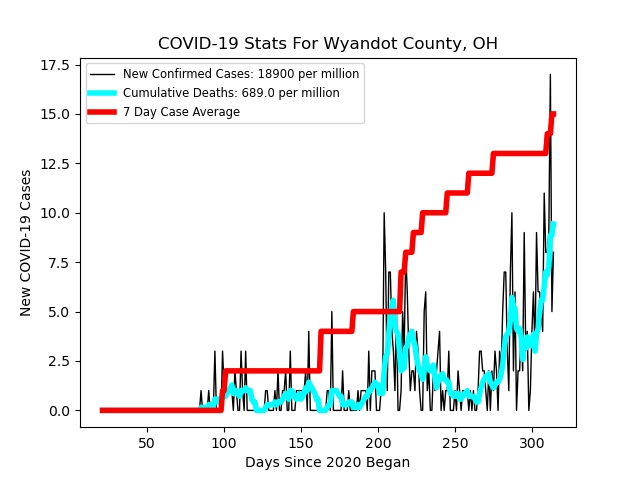 COVID-19 Stats For Wyandot County, OH
New Confirmed Cases: 18900 per million
Cumulative Deaths: 689.0 per million
7 Day Case Average
New COVID-19 Cases
17.5
15.0
12.5
10.0
7.5
5.0
2.5
0.0
50 100 150 200 250 300
Days Since 2020 Began